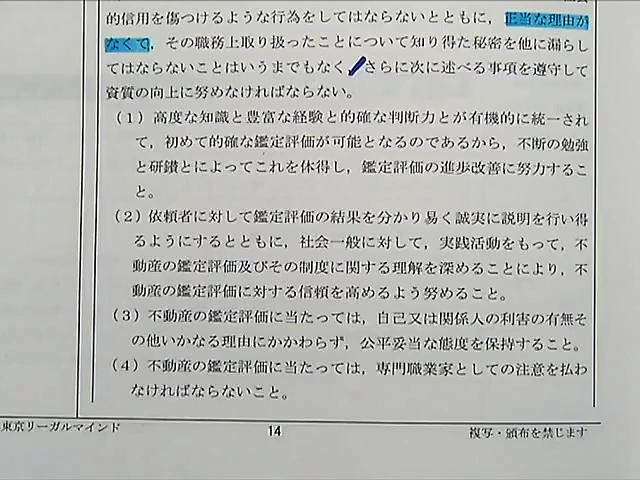 的信用を傷つけるような行為をしてはならないとともに，正当な理由が
なくて，その職務上取り扱ったことについて知り得た秘密を他に漏らし
てはならないことはいうまでもなく，さらに次に述べる事項を遵守して
資質の向上に努めなければならない。
（1）高度な知識と豊富な経験と的確な判断力とが有機的に統一され
て，初めて的確な鑑定評価が可能となるのであるから，不断の勉強
と研鑚とによってこれを体得し，鑑定評価の進歩改善に努力するこ
と。
（2）依頼者に対して鑑定評価の結果を分かり易く誠実に説明を行い得
るようにするとともに，社会一般に対して，実践活動をもって，不
動産の鑑定評価及びその制度に関する理解を深めることにより，不
動産の鑑定評価に対する信頼を高めるよう努めること。
（3）不動産の鑑定評価に当たっては，自己又は関係人の利害の有無そ
の他いかなる理由にかかわらず，公平妥当な態度を保持すること。
（4）不動産の鑑定評価に当たっては，専門職業家としての注意を払わ
なければならないこと。
東京リーガルマインド 14 複写・頒布を禁じます